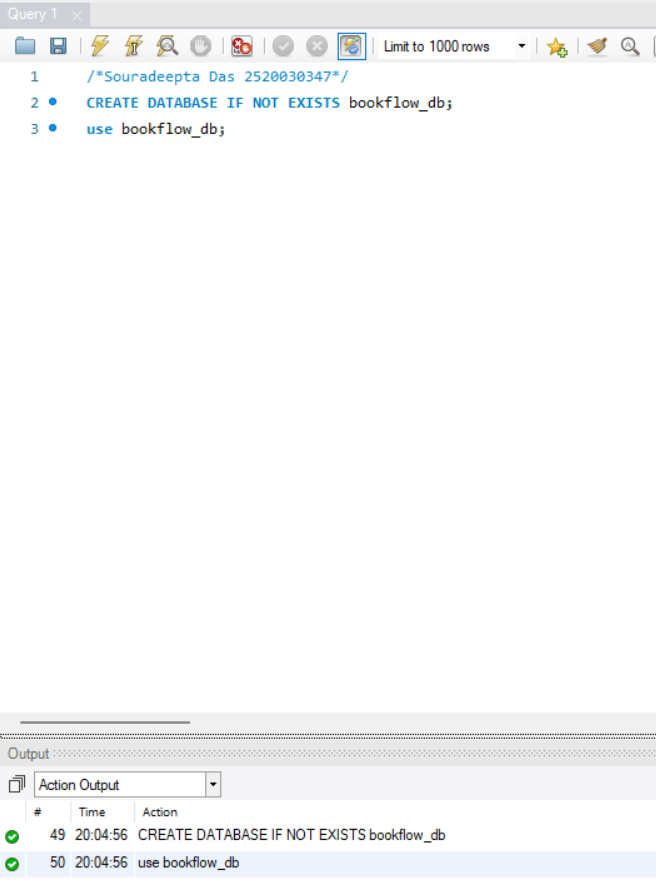 Query 1
Limit to 1000 rows
1 /*Souradeepta Das 2520030347*/
2 CREATE DATABASE IF NOT EXISTS bookflow_db;
3 use bookflow_db;
Output
Action Output
# Time Action
49 20:04:56 CREATE DATABASE IF NOT EXISTS bookflow_db
50 20:04:56 use bookflow_db